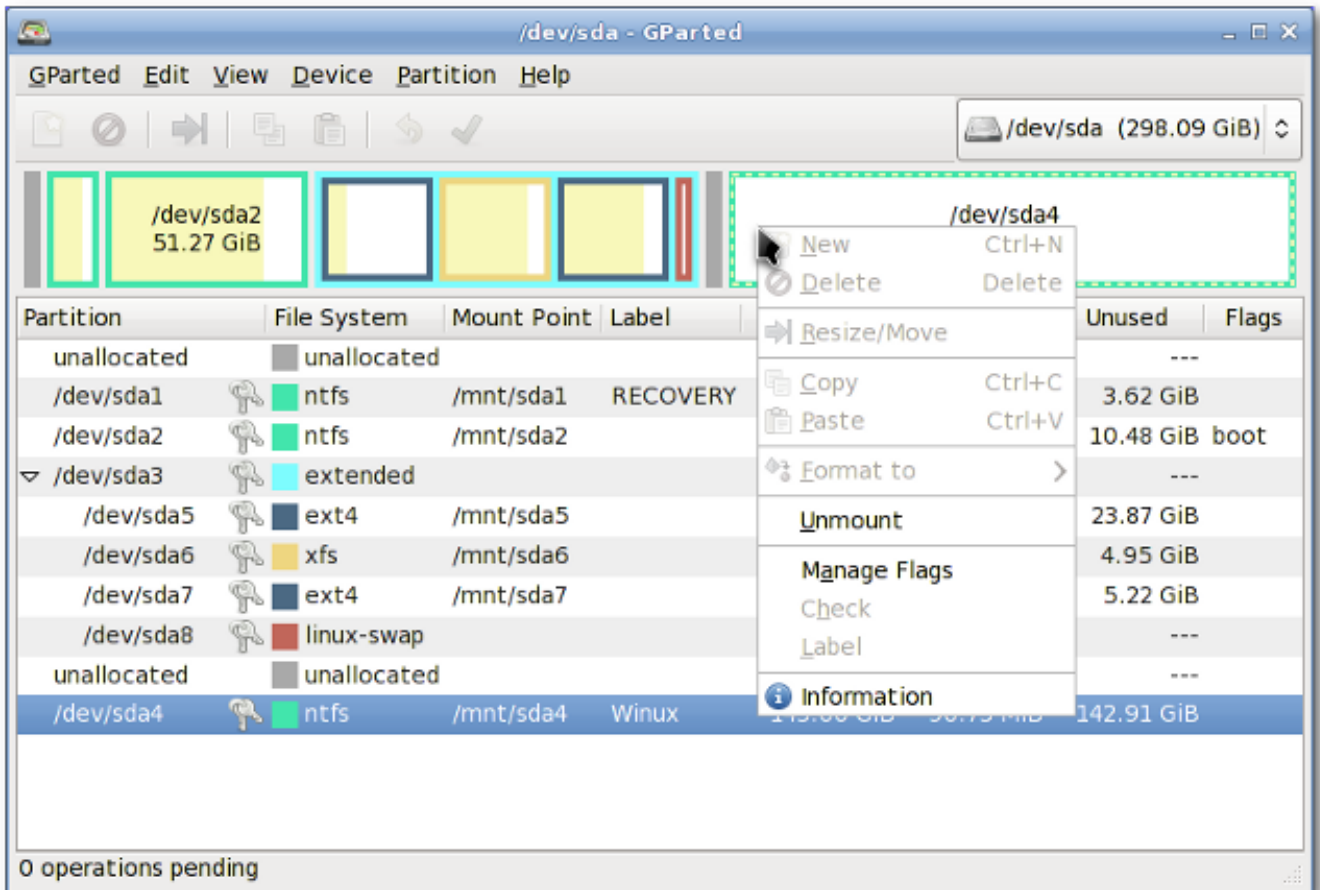 /dev/sda - GParted
GParted Edit View Device Partition Help
/dev/sda (298.09 GiB)
/dev/sda2
51.27 GiB
/dev/sda4
New Ctrl+N
Delete Delete
Resize/Move
Copy Ctrl+C
Paste Ctrl+V
Format to
Unmount
Manage Flags
Check
Label
Information
Partition File System Mount Point Label Unused Flags
unallocated unallocated ---
/dev/sda1 ntfs /mnt/sda1 RECOVERY 3.62 GiB
/dev/sda2 ntfs /mnt/sda2 10.48 GiB boot
/dev/sda3 extended ---
/dev/sda5 ext4 /mnt/sda5 23.87 GiB
/dev/sda6 xfs /mnt/sda6 4.95 GiB
/dev/sda7 ext4 /mnt/sda7 5.22 GiB
/dev/sda8 linux-swap ---
unallocated unallocated ---
/dev/sda4 ntfs /mnt/sda4 Winux 142.91 GiB
0 operations pending